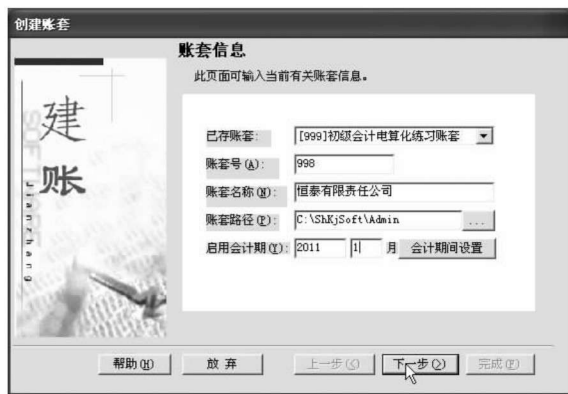 创建账套
账套信息
此页面可输入当前有关账套信息。
建账
SOFT
Jianzhang
已存账套: [999]初级会计电算化练习账套
账套号(A): 998
账套名称(N): 恒泰有限责任公司
账套路径(P): C:\ShKjSoft\Admin ...
启用会计期(Y): 2011 1 月 会计期间设置
帮助(H) 放 弃 上一步(<) 下一步(>) 完成(F)